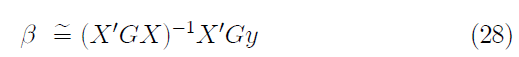 β ≅ (X′GX)⁻¹X′Gy (28)